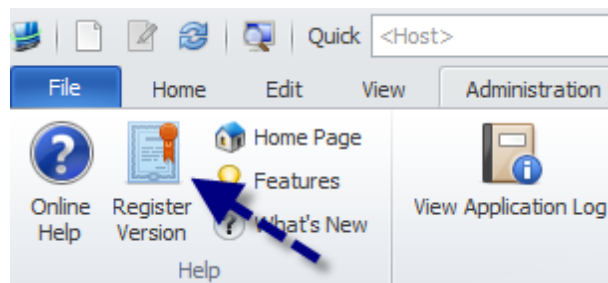 Quick <Host>
File Home Edit View Administration
Home Page
Features
What's New
Online Help
Register Version
View Application Log
Help